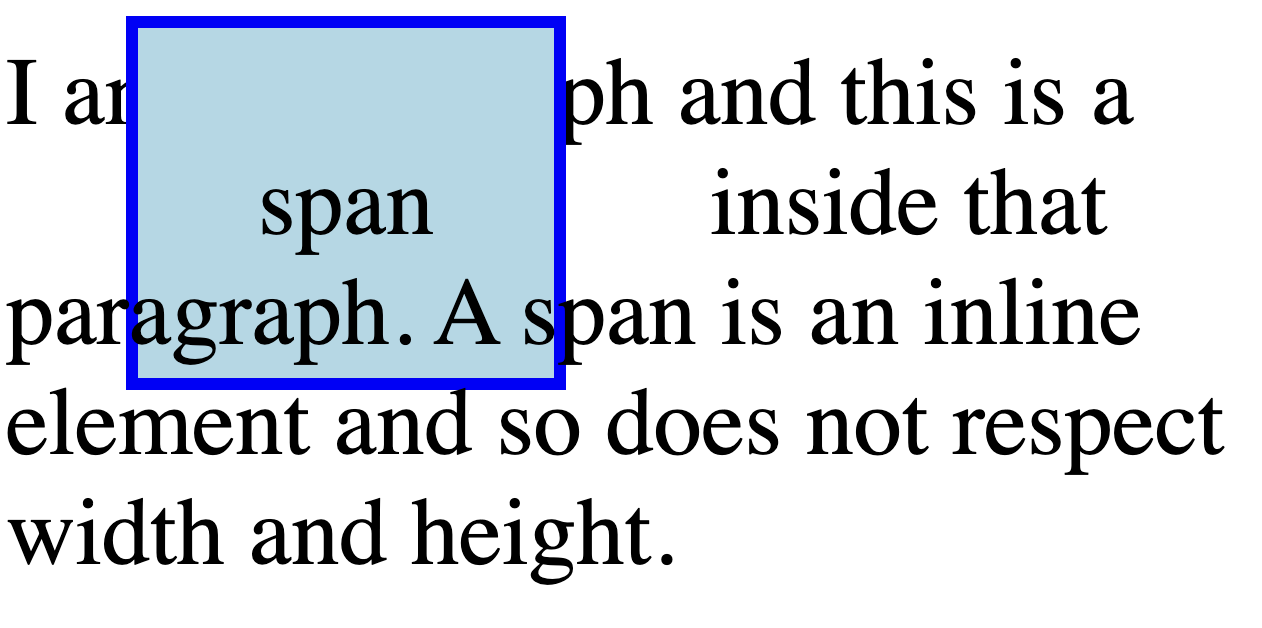 I ph and this is a
span inside that
paragraph. A span is an inline
element and so does not respect
width and height.